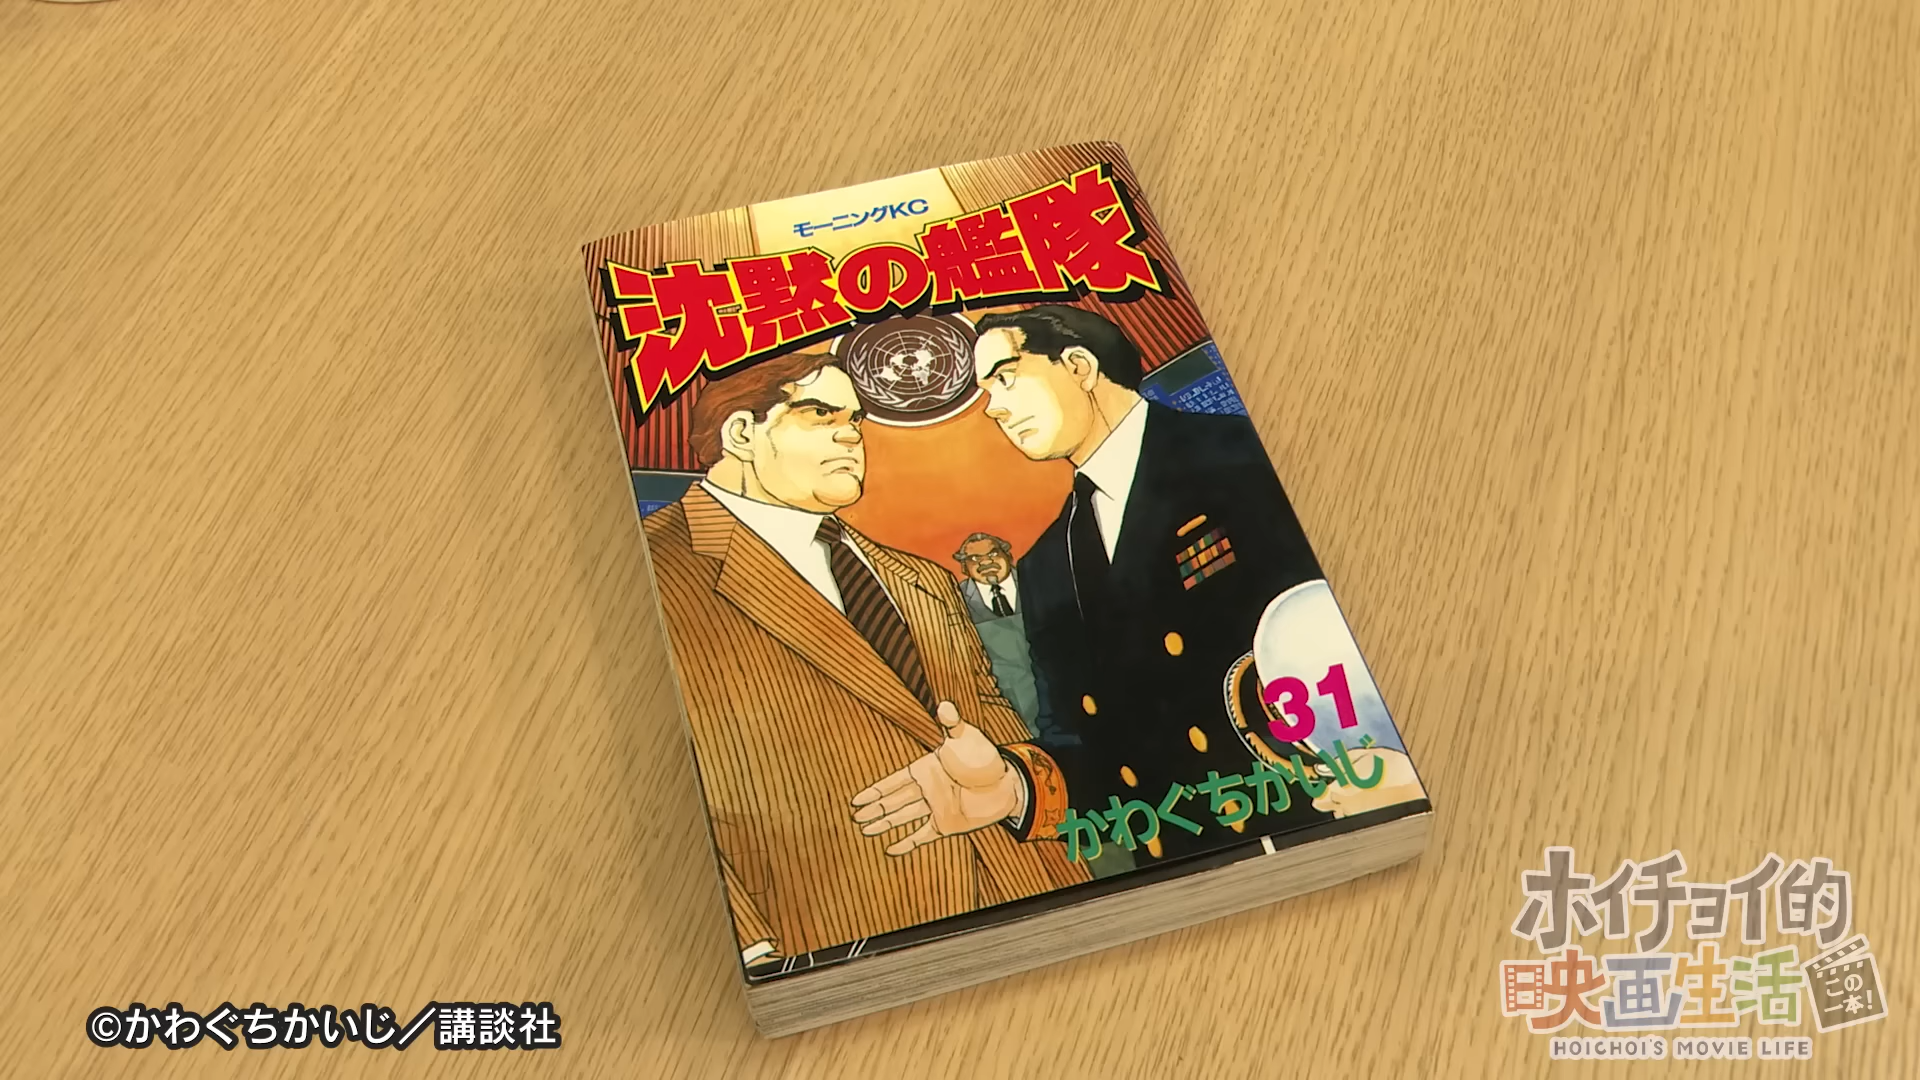 モーニングKC
沈黙の艦隊
31
かわぐちかいじ
©かわぐちかいじ／講談社
ホイチョイ的
映画生活
この
一本!
HOICHOI'S MOVIE LIFE